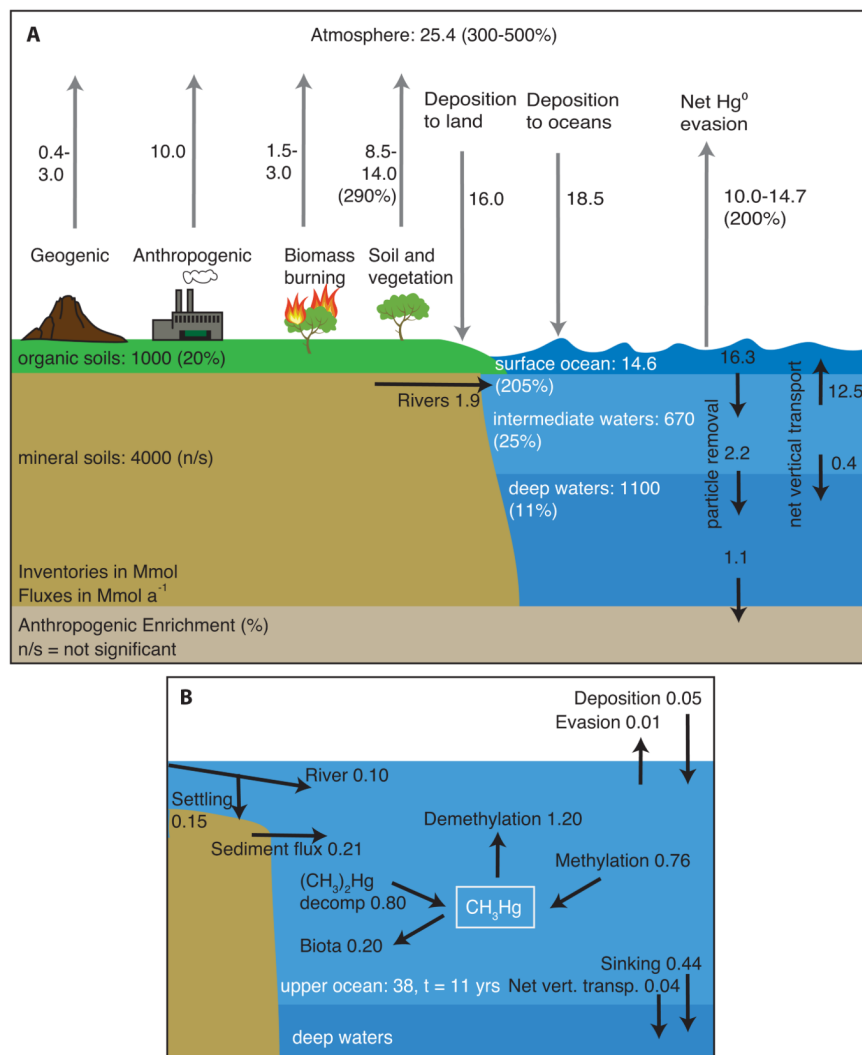 A
Atmosphere: 25.4 (300-500%)
0.4-
3.0
10.0
1.5-
3.0
8.5-
14.0
(290%)
Deposition
to land
16.0
Deposition
to oceans
18.5
Net Hg⁰
evasion
10.0-14.7
(200%)
Geogenic
Anthropogenic
Biomass
burning
Soil and
vegetation
organic soils: 1000 (20%)
surface ocean: 14.6
(205%)
16.3
Rivers 1.9
12.5
intermediate waters: 670
(25%)
mineral soils: 4000 (n/s)
2.2
0.4
particle removal
net vertical transport
deep waters: 1100
(11%)
1.1
Inventories in Mmol
Fluxes in Mmol a⁻¹
Anthropogenic Enrichment (%)
n/s = not significant
B
Deposition 0.05
Evasion 0.01
River 0.10
Settling
0.15
Demethylation 1.20
Sediment flux 0.21
Methylation 0.76
(CH₃)₂Hg
decomp 0.80
CH₃Hg
Biota 0.20
Sinking 0.44
upper ocean: 38, t = 11 yrs
Net vert. transp. 0.04
deep waters